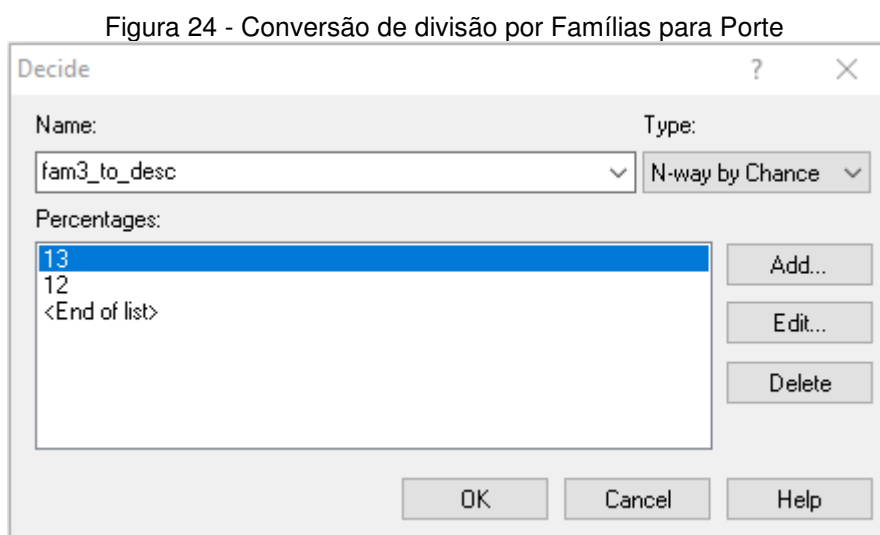 Figura 24 - Conversão de divisão por Famílias para Porte
Decide ? ×
Name: Type:
fam3_to_desc N-way by Chance
Percentages:
13
12
<End of list>
Add...
Edit...
Delete
OK Cancel Help